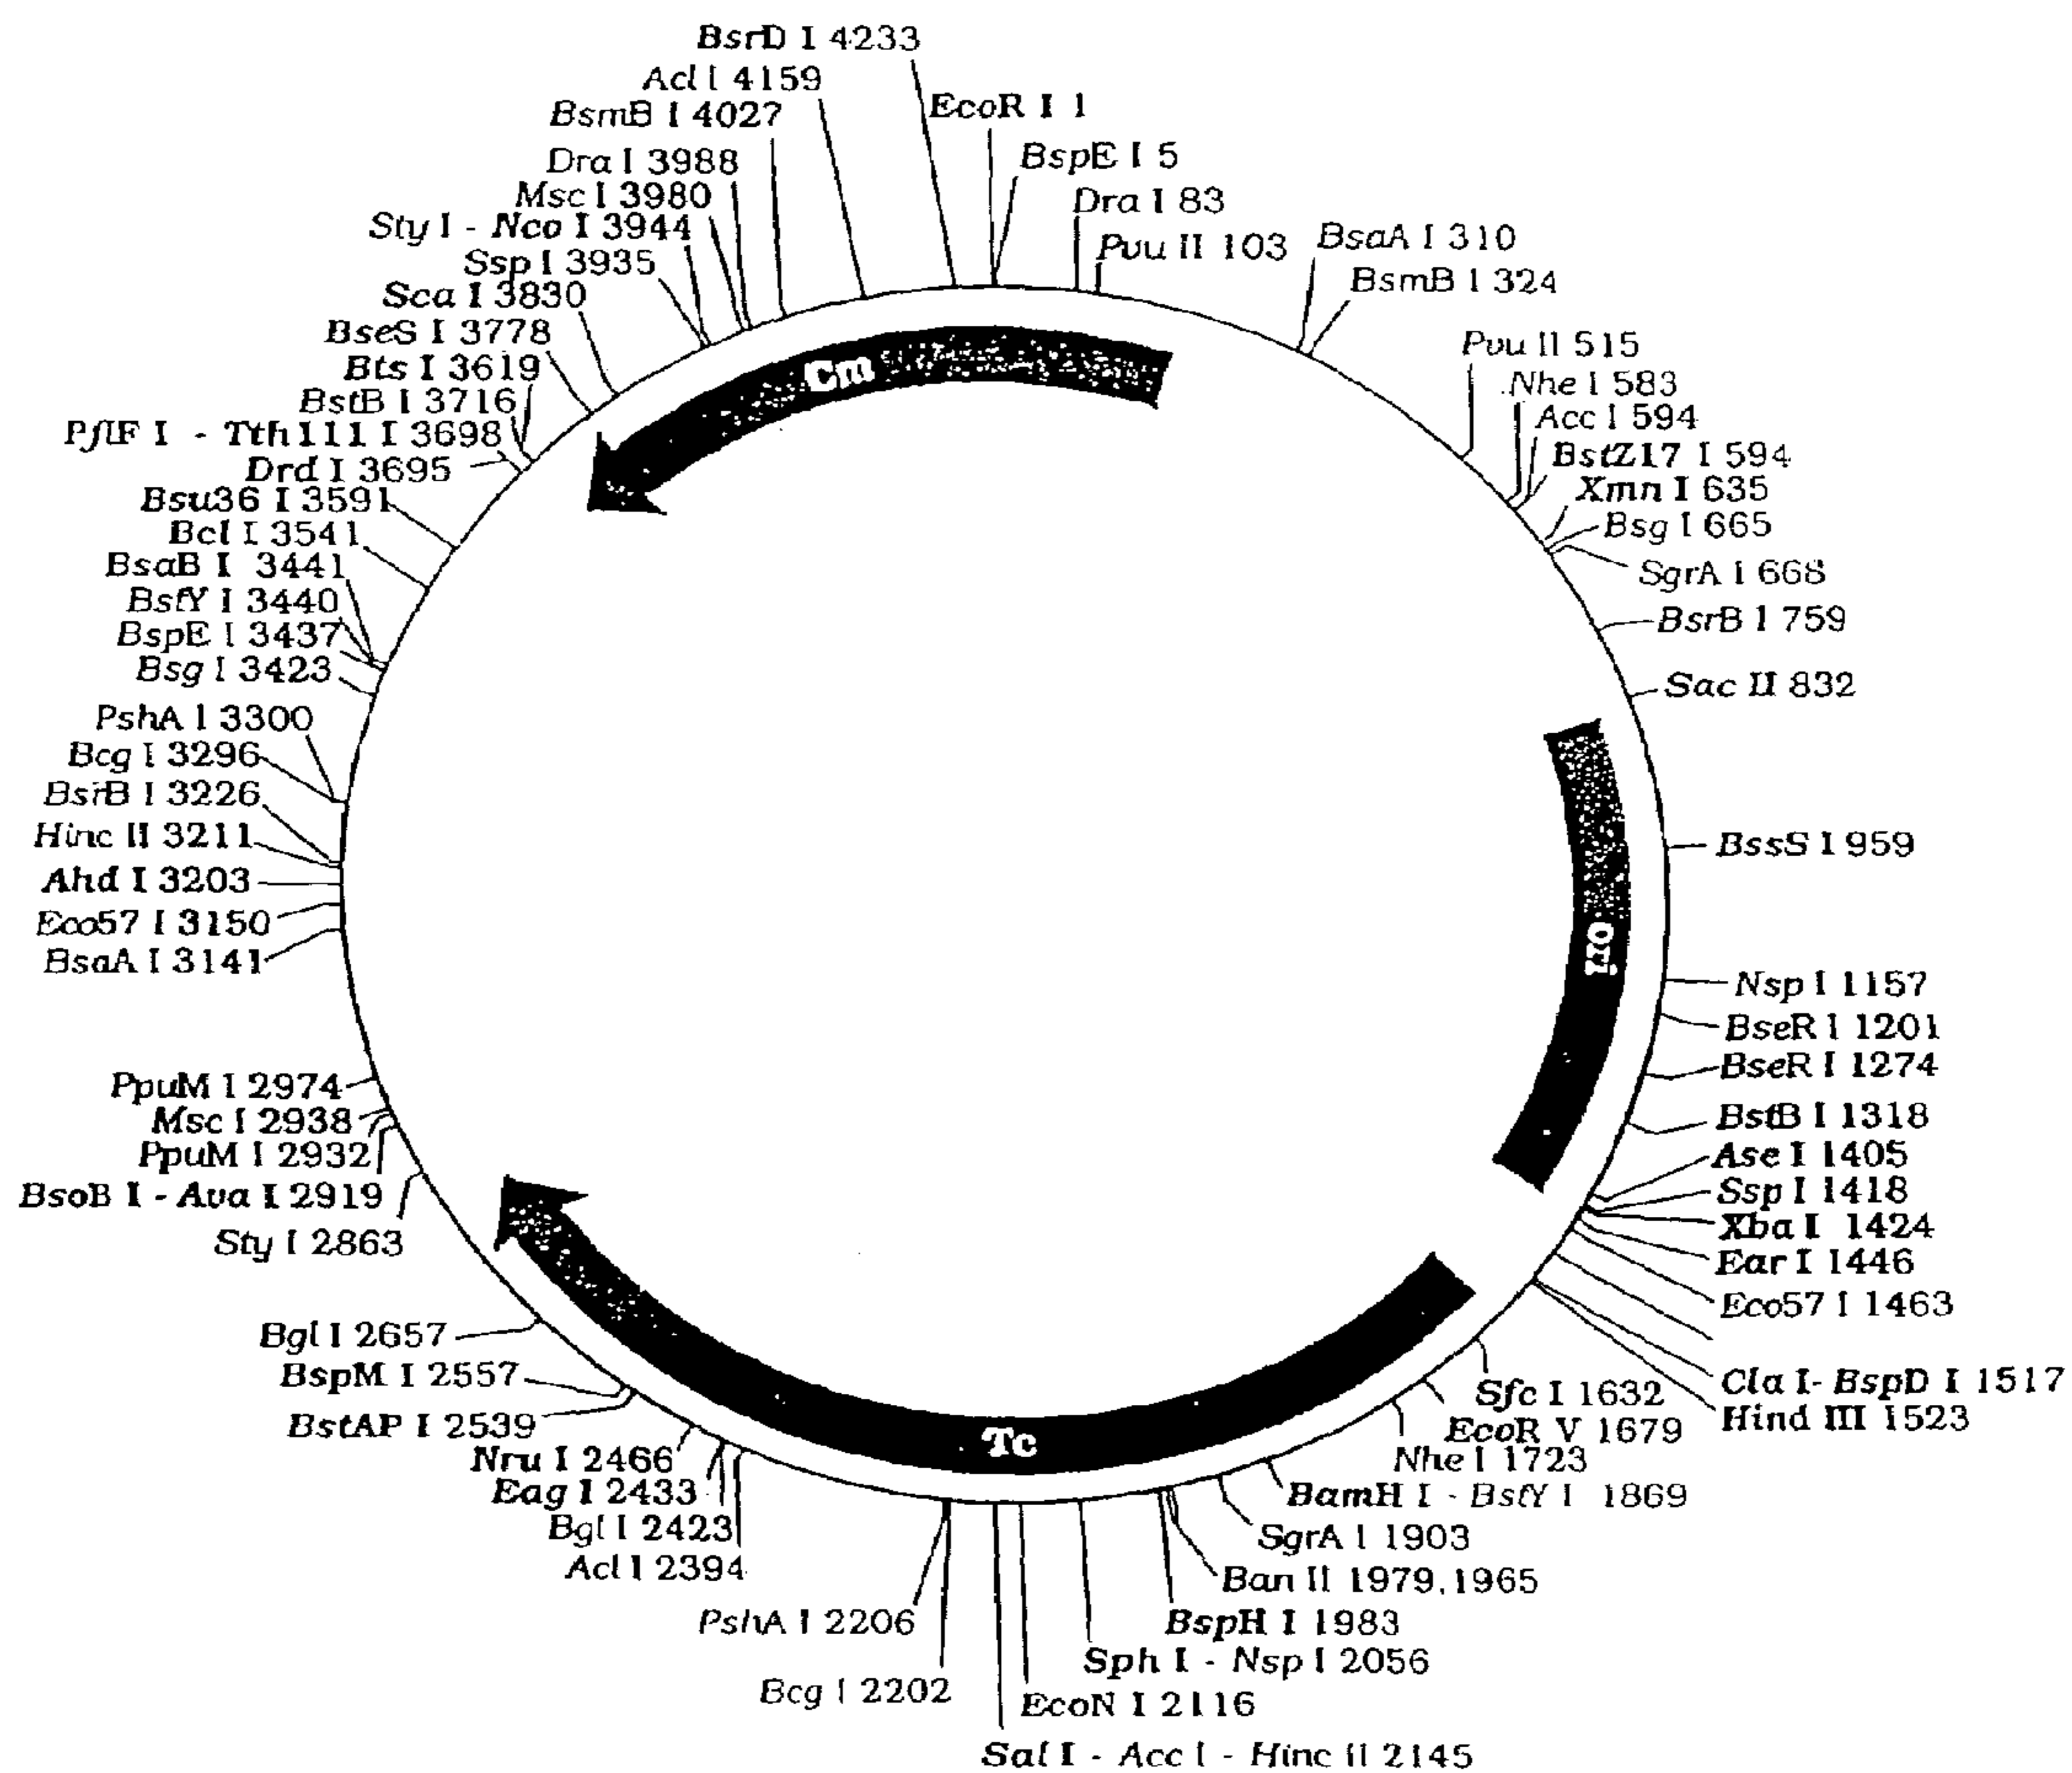 BsrD I 4233
Acl I 4159
BsmB I 4027
Dra I 3988
Msc I 3980
Sty I - Nco I 3944
Ssp I 3935
Sca I 3830
BseS I 3778
Bts I 3619
BstB I 3716
PflF I - Tth111 I 3698
Drd I 3695
Bsu36 I 3591
Bcl I 3541
BsaB I 3441
BstY I 3440
BspE I 3437
Bsg I 3423
PshA I 3300
Bcg I 3296
BsrB I 3226
Hinc II 3211
Ahd I 3203
Eco57 I 3150
BsaA I 3141
PpuM I 2974
Msc I 2938
PpuM I 2932
BsoB I - Ava I 2919
Sty I 2863
Bgl I 2657
BspM I 2557
BstAP I 2539
Nru I 2466
Eag I 2433
Bgl I 2423
Acl I 2394
PshA I 2206
Bcg I 2202
EcoR I 1
BspE I 5
Dra I 83
Pvu II 103
BsaA I 310
BsmB I 324
Pvu II 515
Nhe I 583
Acc I 594
BstZ17 I 594
Xmn I 635
Bsg I 665
SgrA I 668
BsrB I 759
Sac II 832
BssS I 959
Nsp I 1157
BseR I 1201
BseR I 1274
BstB I 1318
Ase I 1405
Ssp I 1418
Xba I 1424
Ear I 1446
Eco57 I 1463
Cla I- BspD I 1517
Hind III 1523
Sfc I 1632
EcoR V 1679
Nhe I 1723
BamH I - BstY I 1869
SgrA I 1903
Ban II 1979,1965
BspH I 1983
Sph I - Nsp I 2056
EcoN I 2116
Sal I - Acc I - Hinc II 2145
Cm
ori
Tc